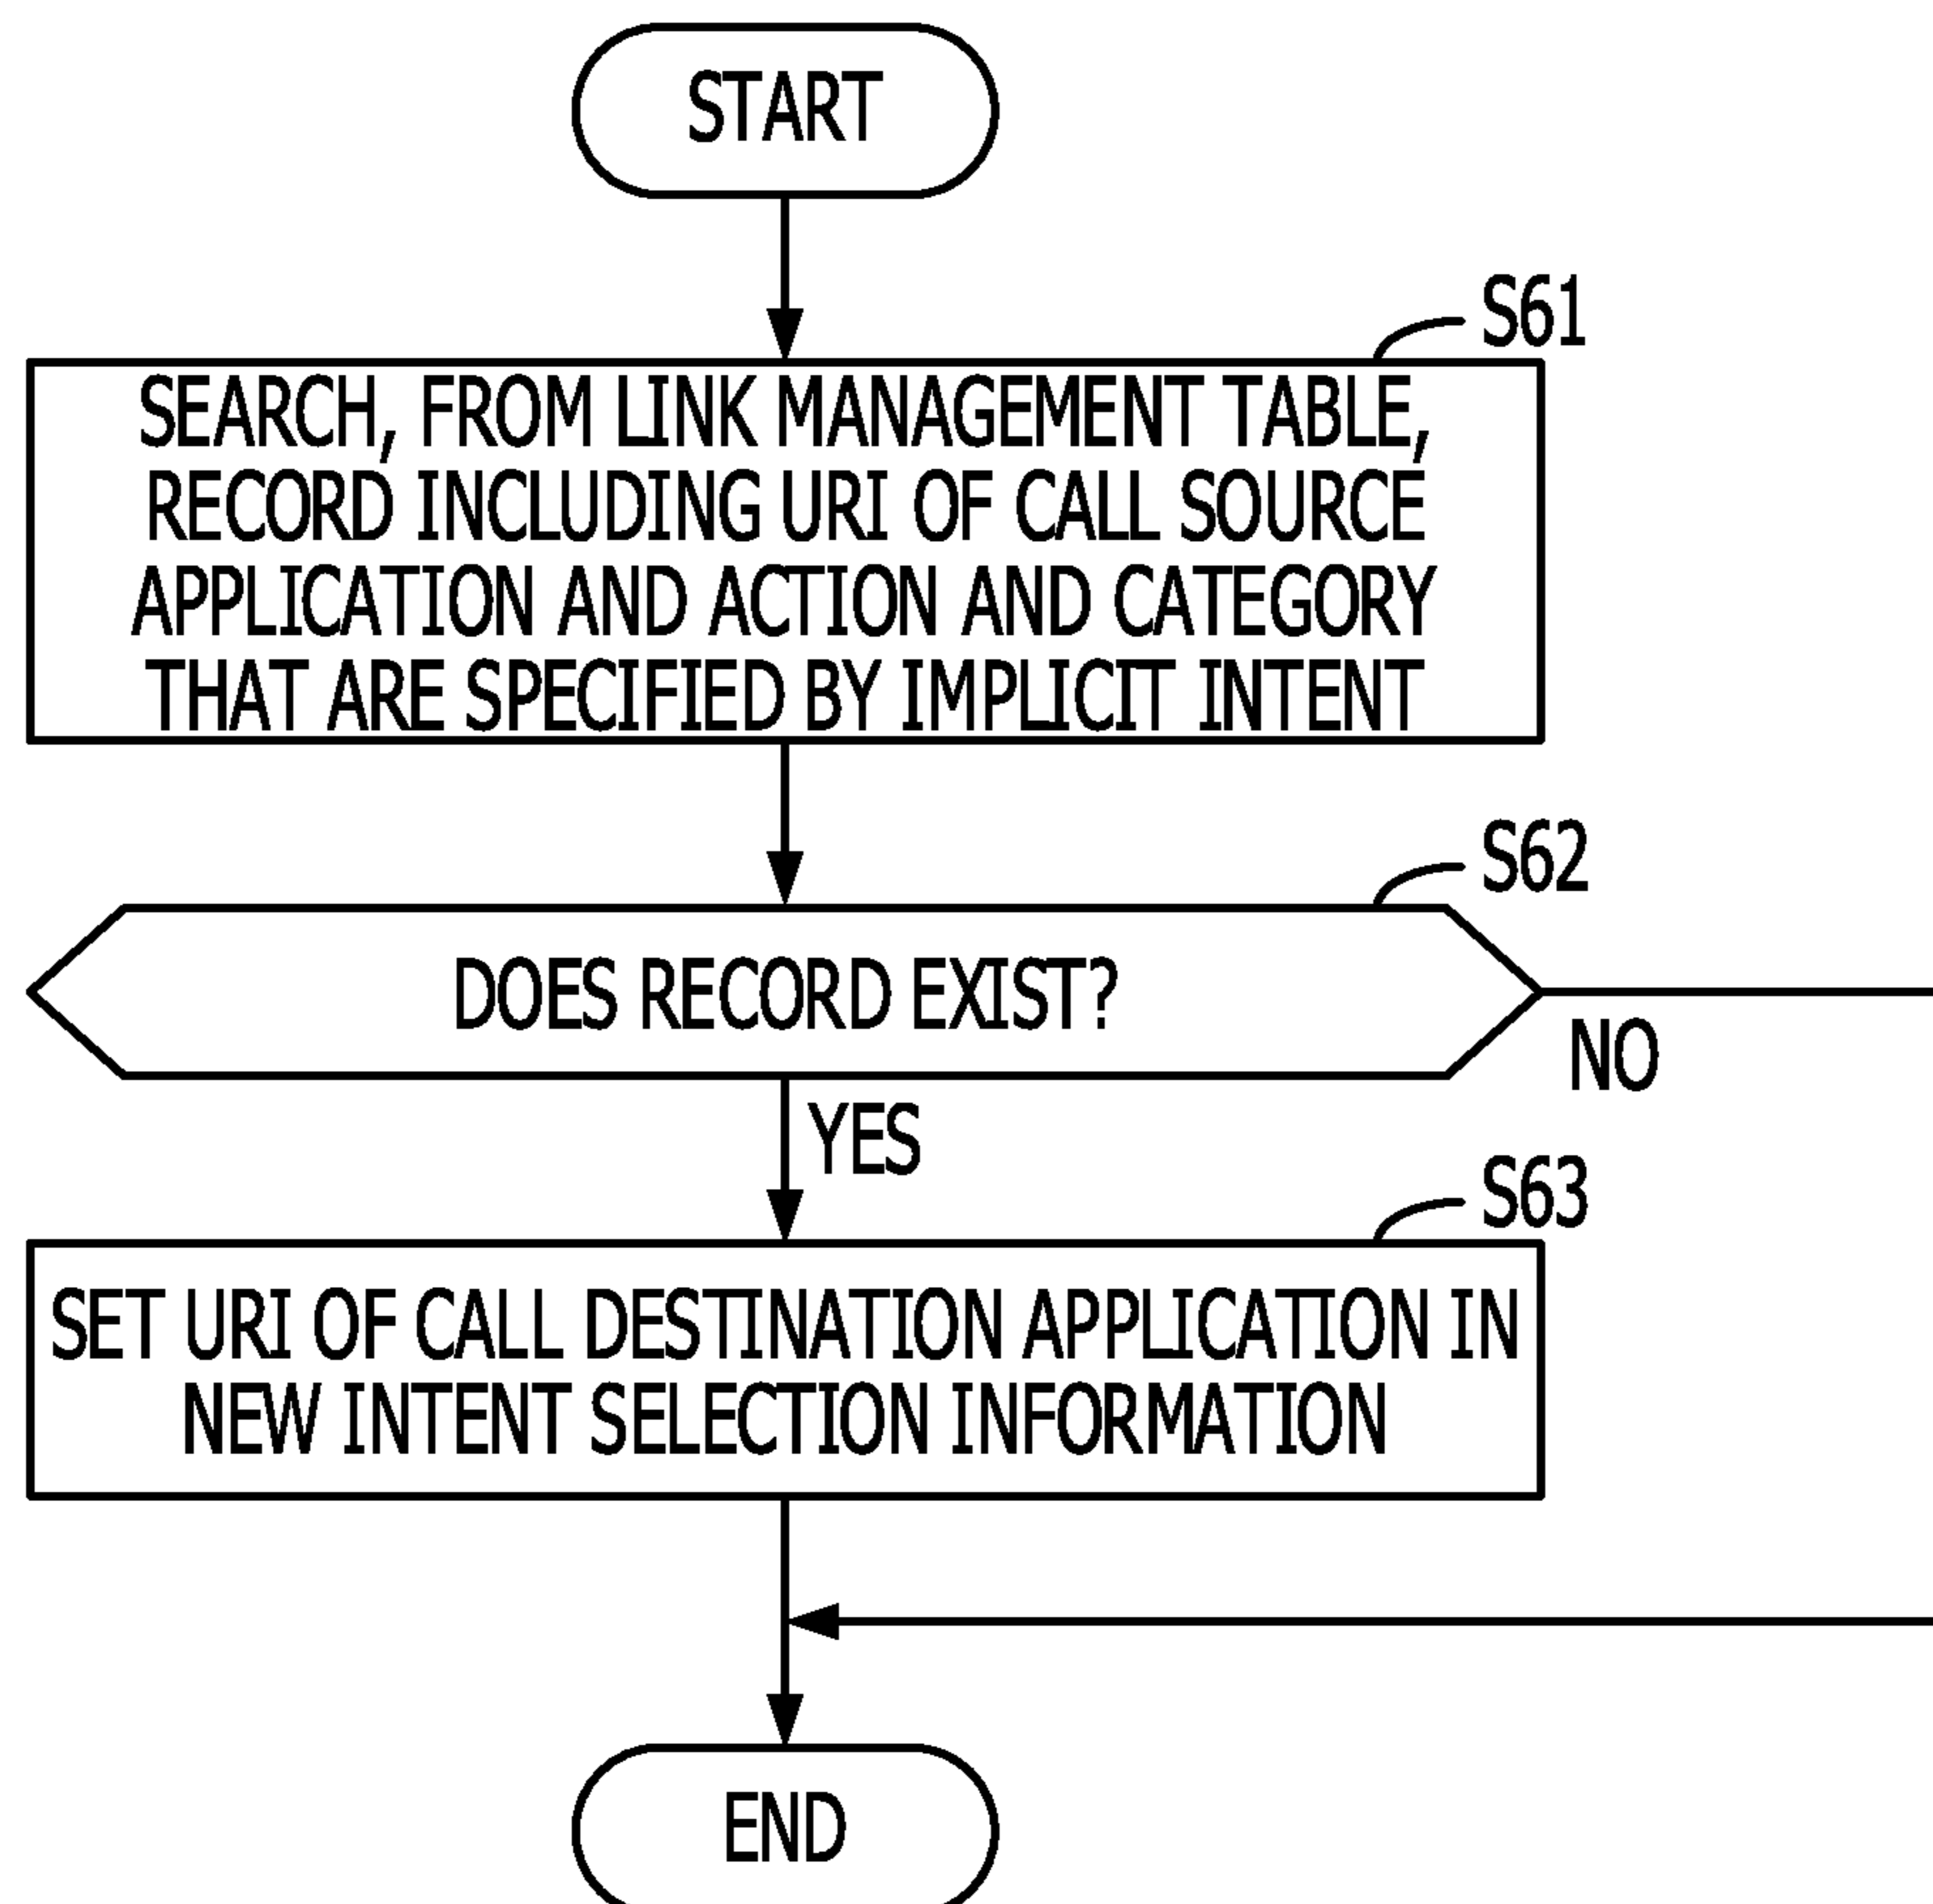 START
S61
SEARCH, FROM LINK MANAGEMENT TABLE,
RECORD INCLUDING URI OF CALL SOURCE
APPLICATION AND ACTION AND CATEGORY
THAT ARE SPECIFIED BY IMPLICIT INTENT
S62
DOES RECORD EXIST?
NO
YES
S63
SET URI OF CALL DESTINATION APPLICATION IN
NEW INTENT SELECTION INFORMATION
END